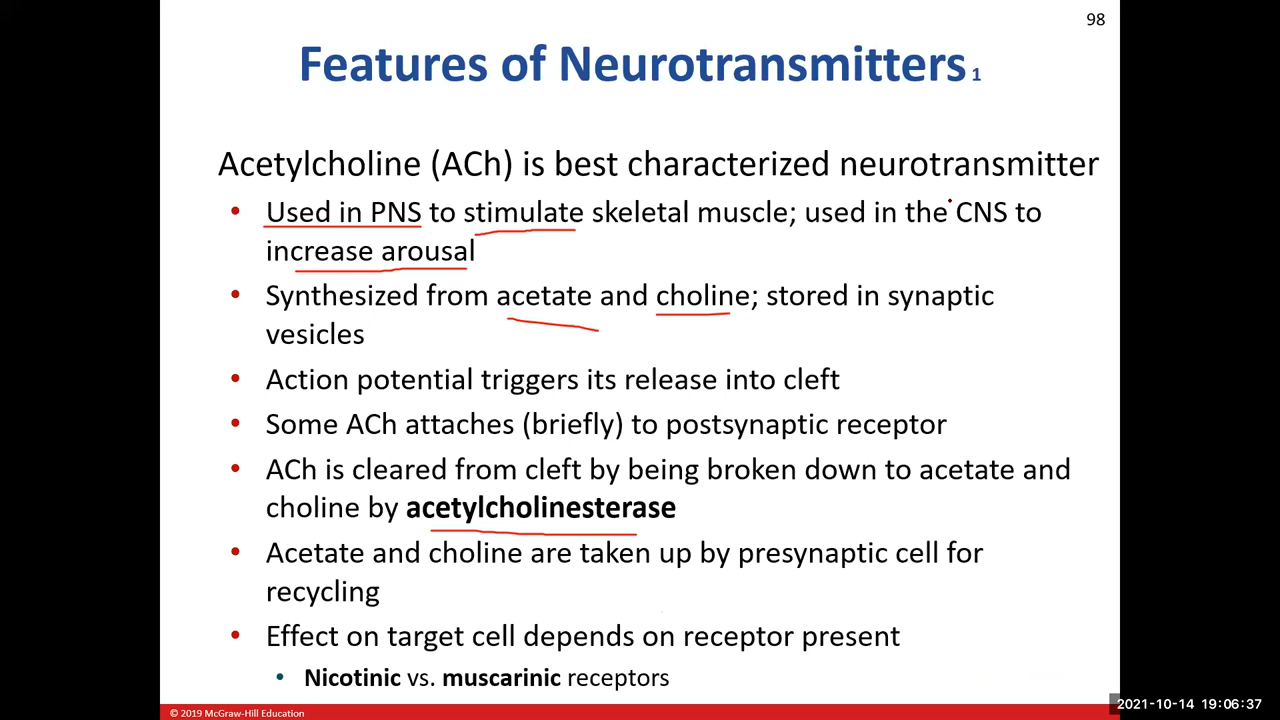 98
Features of Neurotransmitters 1
Acetylcholine (ACh) is best characterized neurotransmitter
• Used in PNS to stimulate skeletal muscle; used in the CNS to
increase arousal
• Synthesized from acetate and choline; stored in synaptic
vesicles
• Action potential triggers its release into cleft
• Some ACh attaches (briefly) to postsynaptic receptor
• ACh is cleared from cleft by being broken down to acetate and
choline by acetylcholinesterase
• Acetate and choline are taken up by presynaptic cell for
recycling
• Effect on target cell depends on receptor present
• Nicotinic vs. muscarinic receptors
© 2019 McGraw-Hill Education
2021-10-14 19:06:37